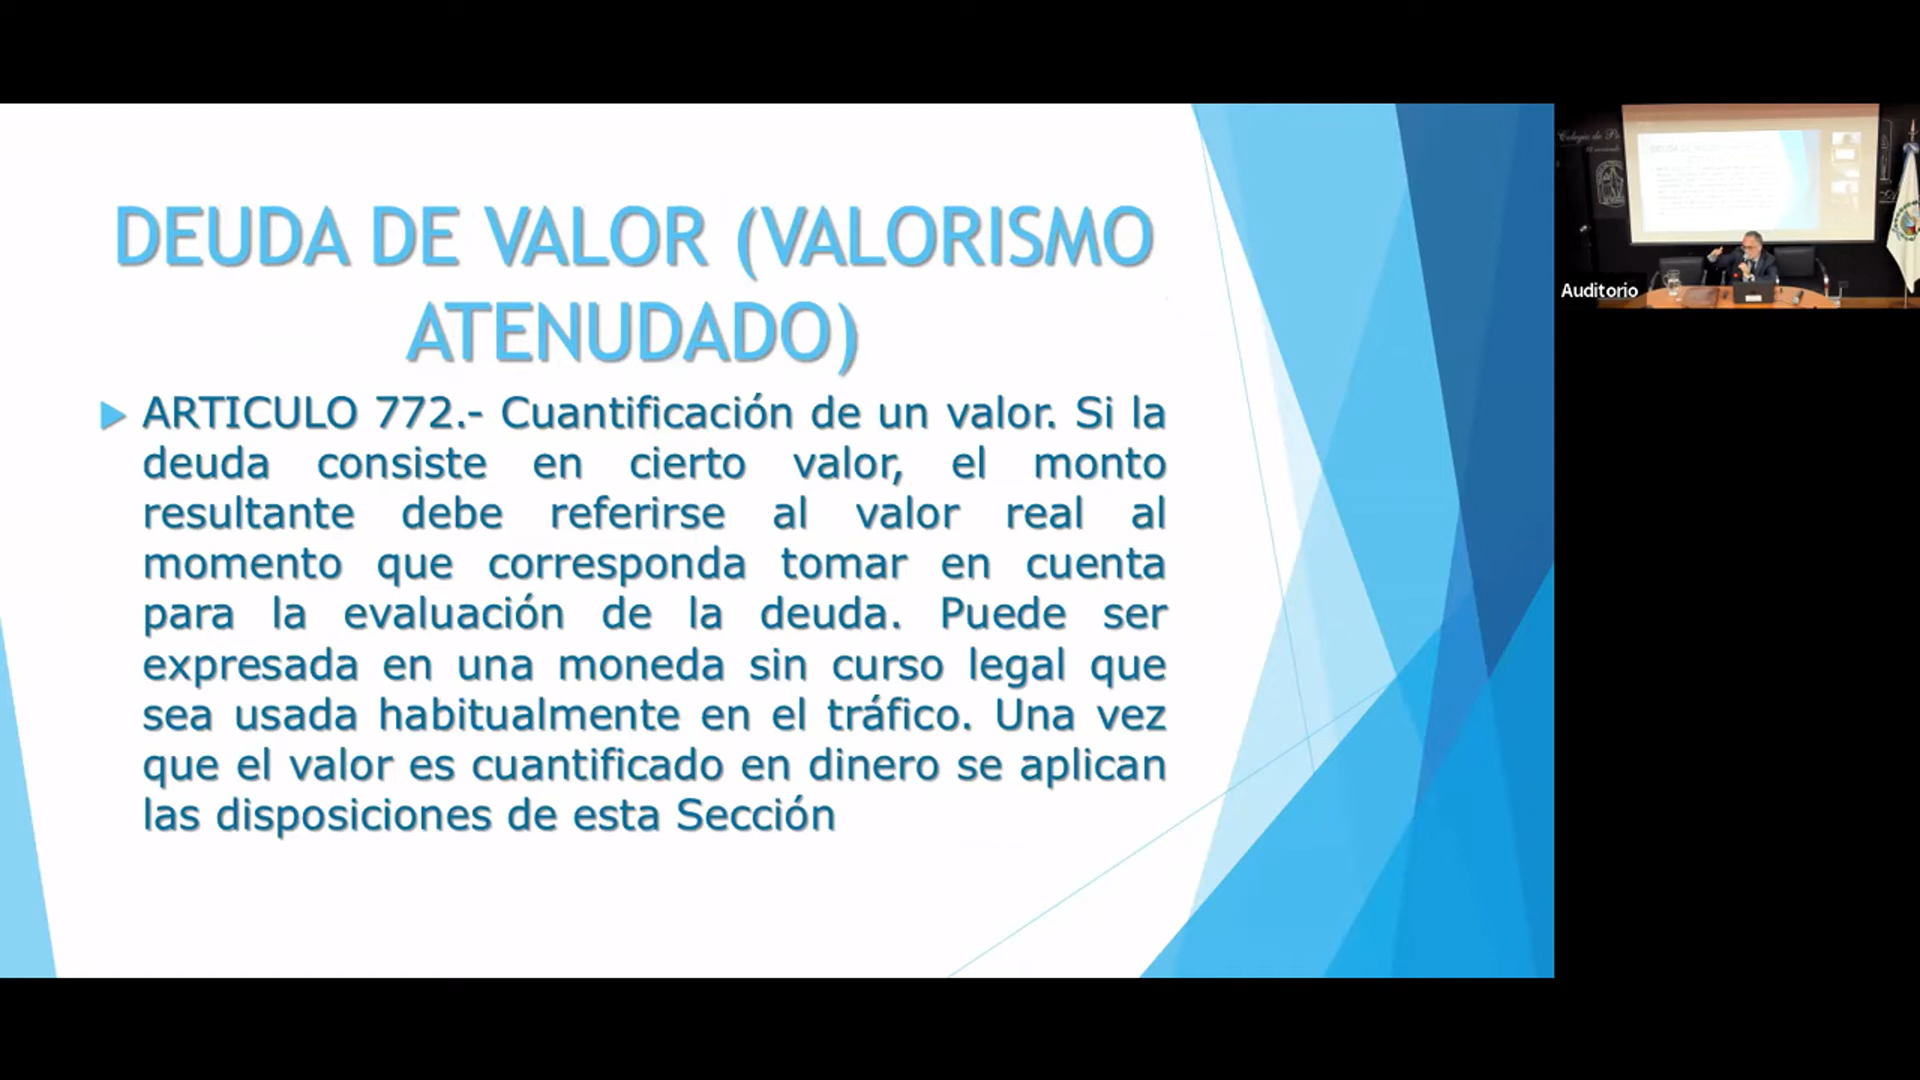 DEUDA DE VALOR (VALORISMO
ATENUDADO)
ARTICULO 772.- Cuantificación de un valor. Si la
deuda consiste en cierto valor, el monto
resultante debe referirse al valor real al
momento que corresponda tomar en cuenta
para la evaluación de la deuda. Puede ser
expresada en una moneda sin curso legal que
sea usada habitualmente en el tráfico. Una vez
que el valor es cuantificado en dinero se aplican
las disposiciones de esta Sección
Colegio de
Auditorio